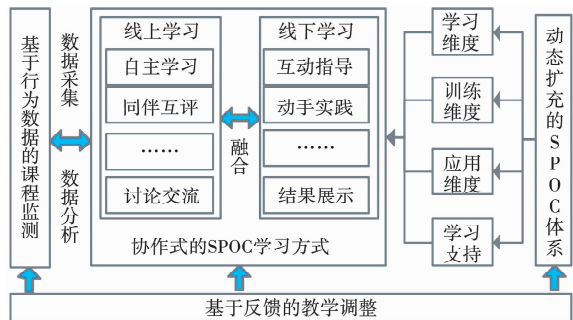 基于行为数据的课程监测
数据采集
数据分析
线上学习
自主学习
同伴互评
……
讨论交流
融合
线下学习
互动指导
动手实践
……
结果展示
协作式的SPOC学习方式
学习
维度
训练
维度
应用
维度
学习
支持
动态扩充的SPOC体系
基于反馈的教学调整